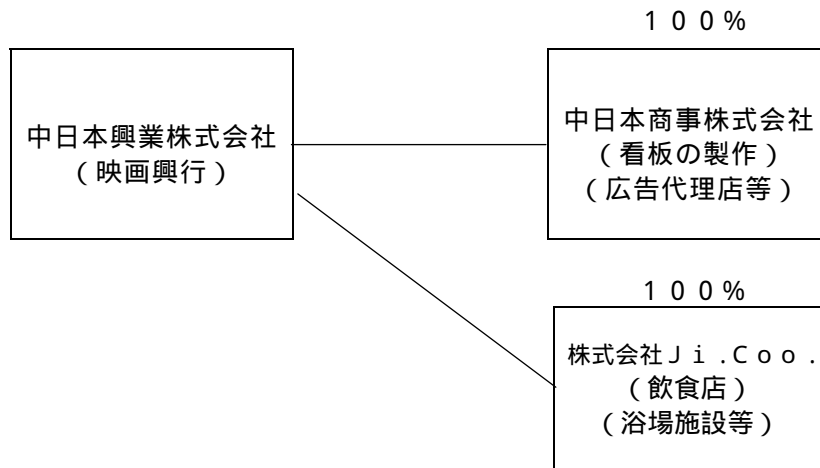 １００％
中日本興業株式会社
（映画興行）
中日本商事株式会社
（看板の製作）
（広告代理店等）
１００％
株式会社Ｊｉ．Ｃｏｏ．
（飲食店）
（浴場施設等）